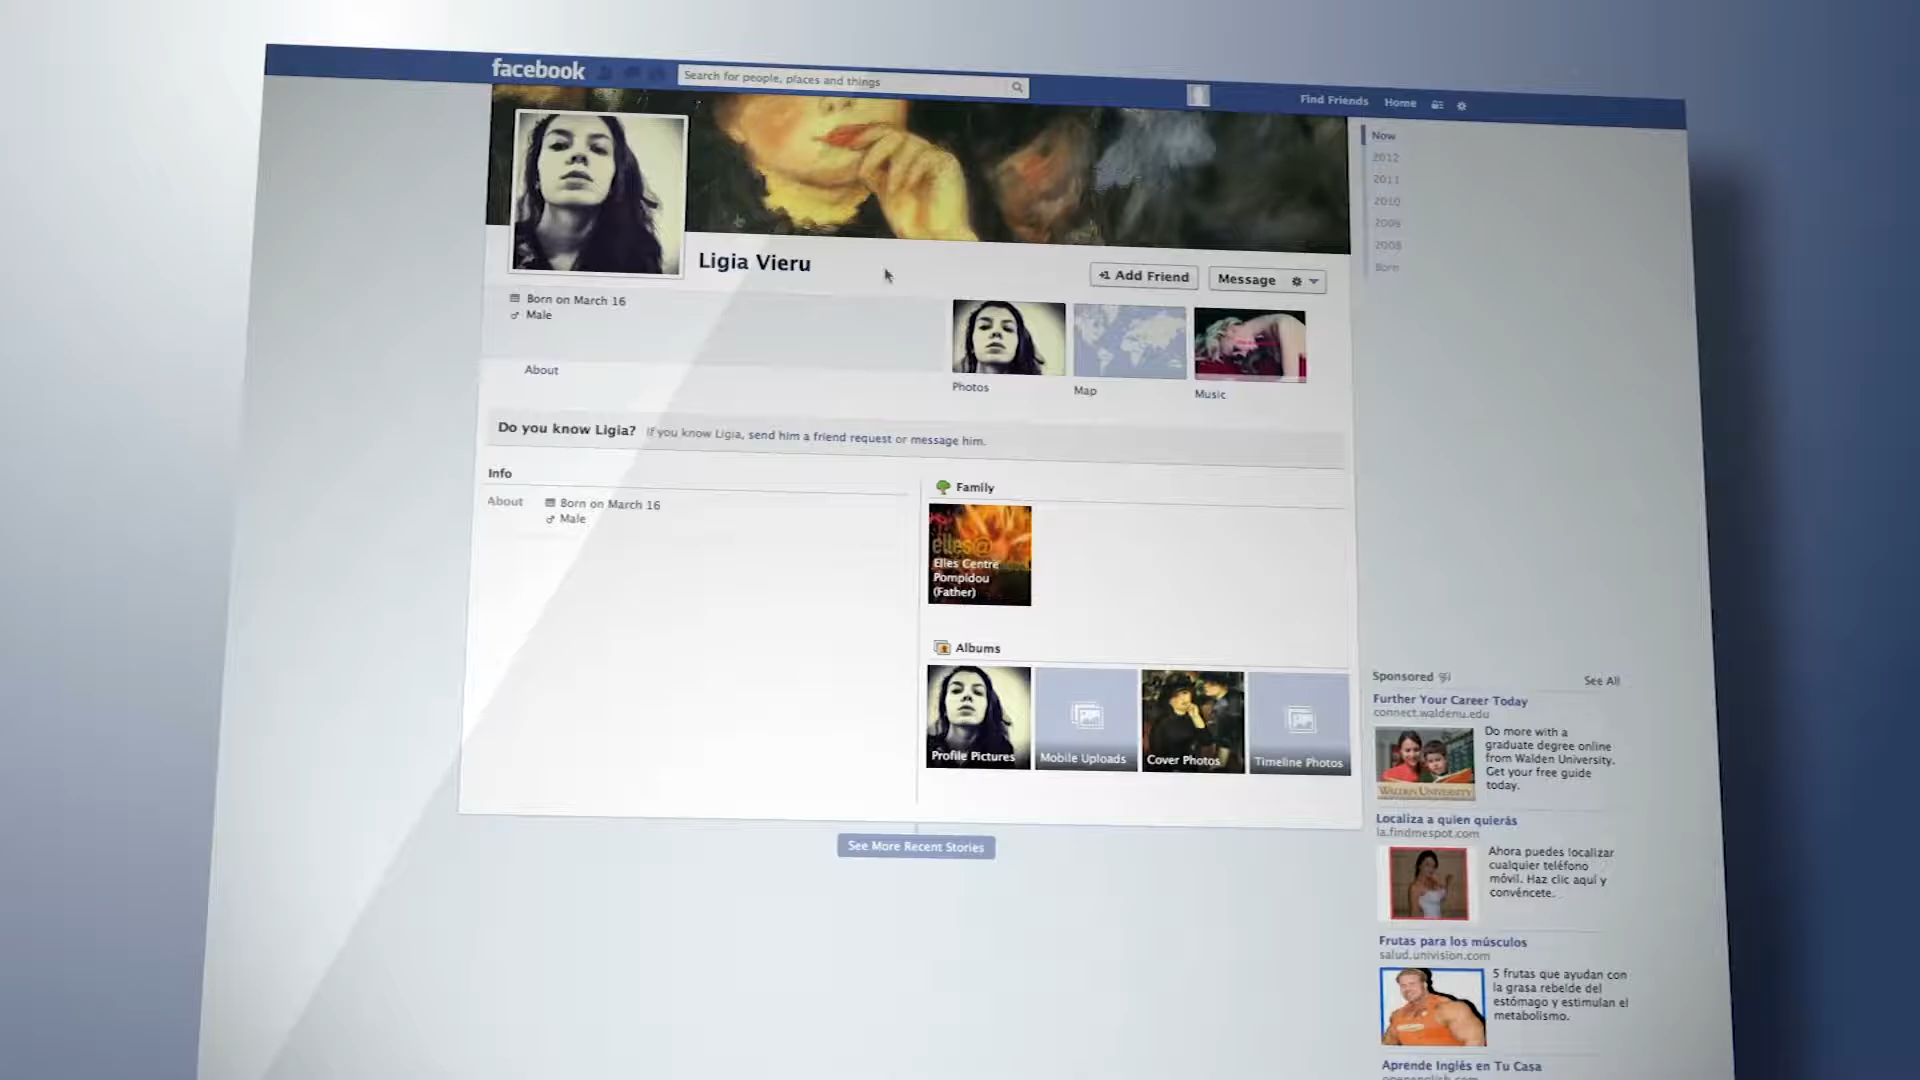 facebook
Search for people, places and things
Find Friends
Home
Now
2012
2011
2010
2009
2008
Born
Ligia Vieru
+1 Add Friend
Message
Born on March 16
Male
About
Photos
Map
Music
Do you know Ligia? If you know Ligia, send him a friend request or message him.
Info
About
Born on March 16
Male
Family
elles@
Elles Centre
Pompidou
(Father)
Albums
Profile Pictures
Mobile Uploads
Cover Photos
Timeline Photos
See More Recent Stories
Sponsored
See All
Further Your Career Today
connect.waldenu.edu
Do more with a
graduate degree online
from Walden University.
Get your free guide
today.
WALDEN UNIVERSITY
Localiza a quien quierás
la.findmespot.com
Ahora puedes localizar
cualquier teléfono
móvil. Haz clic aquí y
convéncete.
Frutas para los músculos
salud.univision.com
5 frutas que ayudan con
la grasa rebelde del
estómago y estimulan el
metabolismo.
Aprende Inglés en Tu Casa